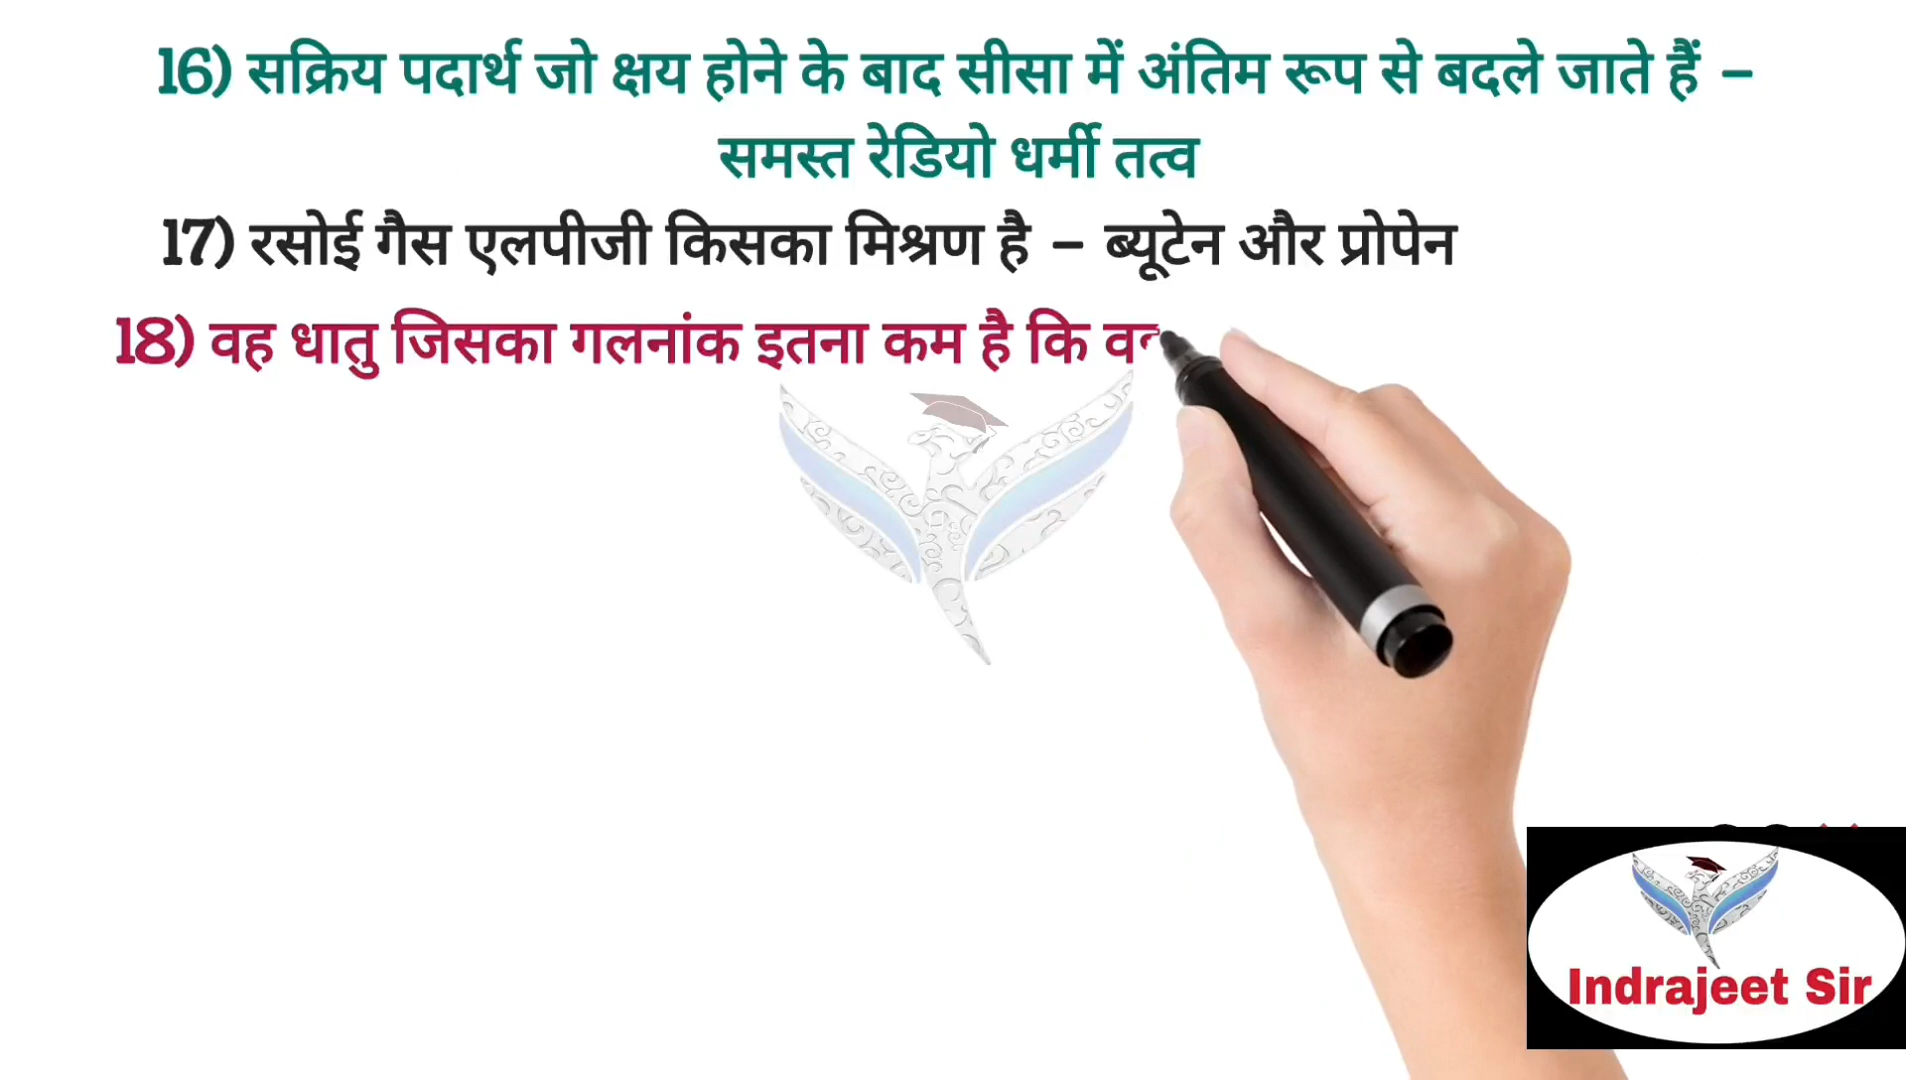 16) सक्रिय पदार्थ जो क्षय होने के बाद सीसा में अंतिम रूप से बदले जाते हैं –
समस्त रेडियो धर्मी तत्व
17) रसोई गैस एलपीजी किसका मिश्रण है – ब्यूटेन और प्रोपेन
18) वह धातु जिसका गलनांक इतना कम है कि
Indrajeet Sir